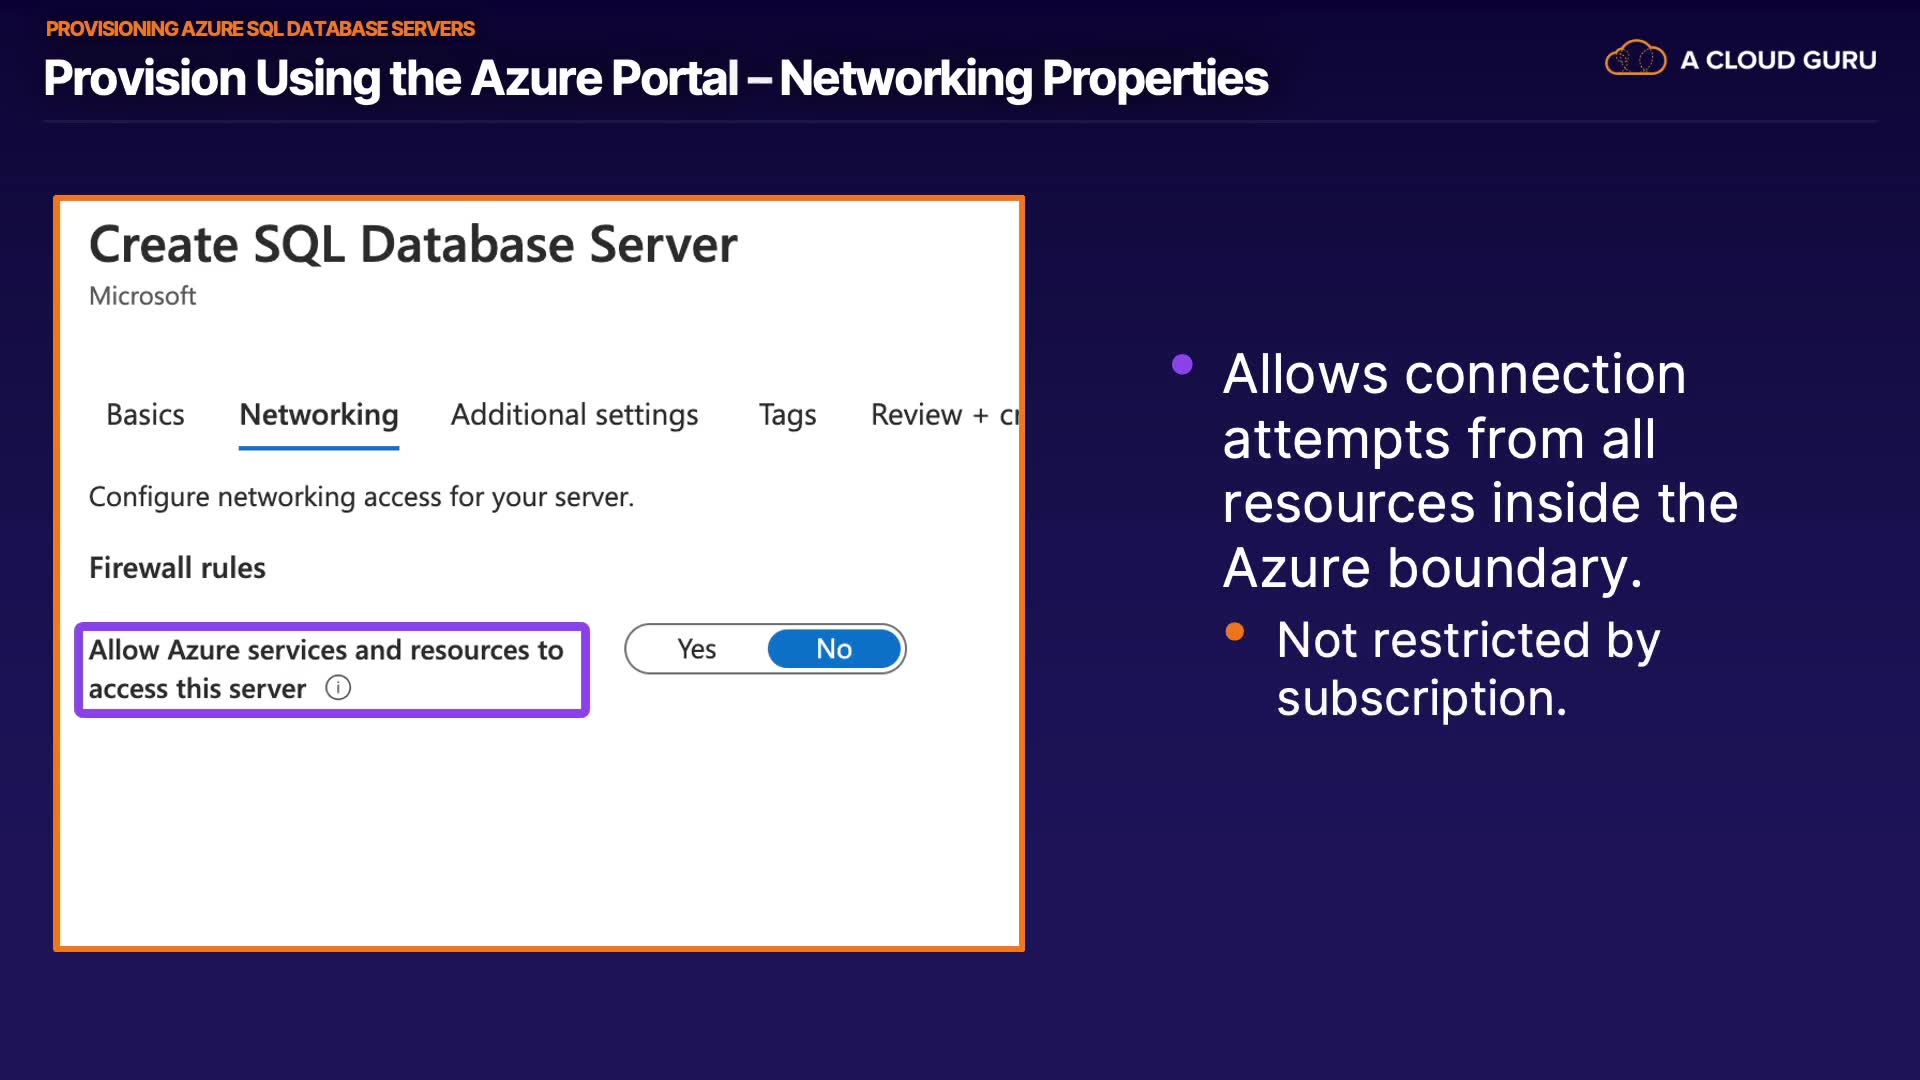 PROVISIONING AZURE SQL DATABASE SERVERS
Provision Using the Azure Portal – Networking Properties
A CLOUD GURU
Create SQL Database Server
Microsoft
Basics Networking Additional settings Tags Review + cr
Configure networking access for your server.
Firewall rules
Allow Azure services and resources to
access this server
Yes No
Allows connection
attempts from all
resources inside the
Azure boundary.
Not restricted by
subscription.